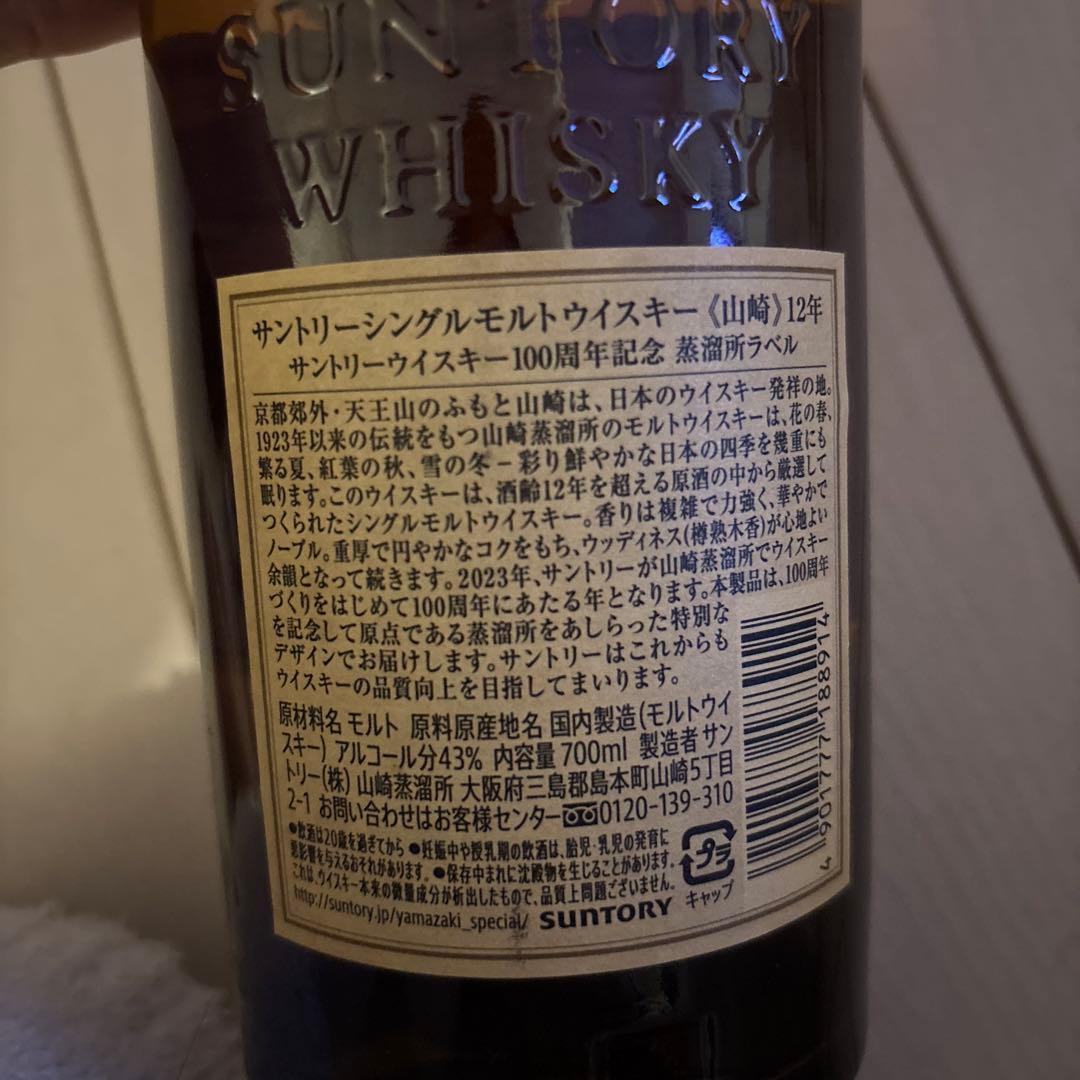 SUNTORY
WHISKY
サントリーシングルモルトウイスキー《山崎》12年
サントリーウイスキー100周年記念 蒸溜所ラベル
京都郊外・天王山のふもと山崎は、日本のウイスキー発祥の地。
1923年以来の伝統をもつ山崎蒸溜所のモルトウイスキーは、花の春、
繁る夏、紅葉の秋、雪の冬－彩り鮮やかな日本の四季を幾重にも
眠ります。このウイスキーは、酒齢12年を超える原酒の中から厳選して
つくられたシングルモルトウイスキー。香りは複雑で力強く、華やかで
ノーブル。重厚で円やかなコクをもち、ウッディネス(樽熟木香)が心地よい
余韻となって続きます。2023年、サントリーが山崎蒸溜所でウイスキー
づくりをはじめて100周年にあたる年となります。本製品は、100周年
を記念して原点である蒸溜所をあしらった特別な
デザインでお届けします。サントリーはこれからも
ウイスキーの品質向上を目指してまいります。
原材料名 モルト 原料原産地名 国内製造(モルトウイ
スキー) アルコール分43% 内容量 700ml 製造者 サン
トリー(株) 山崎蒸溜所 大阪府三島郡島本町山崎5丁目
2-1 お問い合わせはお客様センター0120-139-310
●飲酒は20歳を過ぎてから ●妊娠中や授乳期の飲酒は、胎児・乳児の発育に
悪影響を与えるおそれがあります。 ●保存中まれに沈殿物を生じることがあります。
これは、ウイスキー本来の微量成分が析出したもので、品質上問題ございません。
http://suntory.jp/yamazaki_special/ SUNTORY
プラ
キャップ
4901777188914